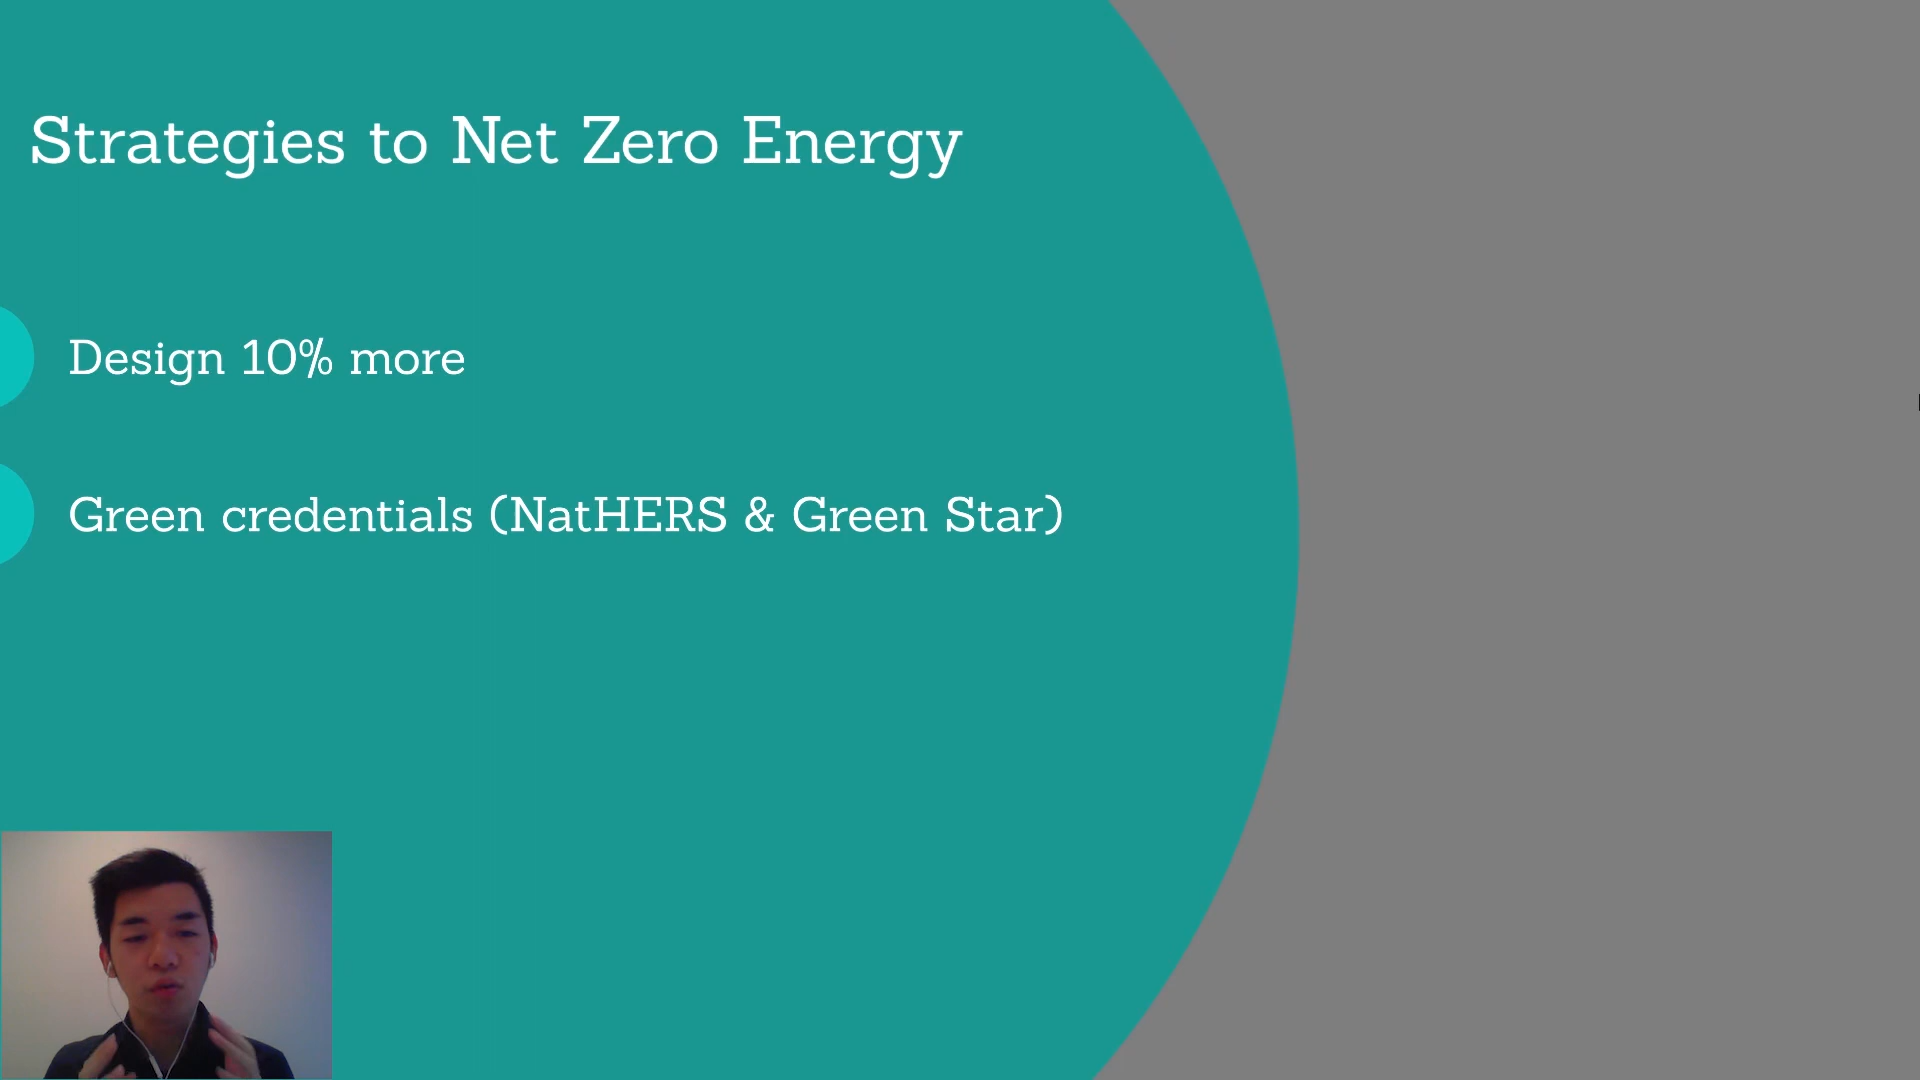 Strategies to Net Zero Energy
Design 10% more
Green credentials (NatHERS & Green Star)